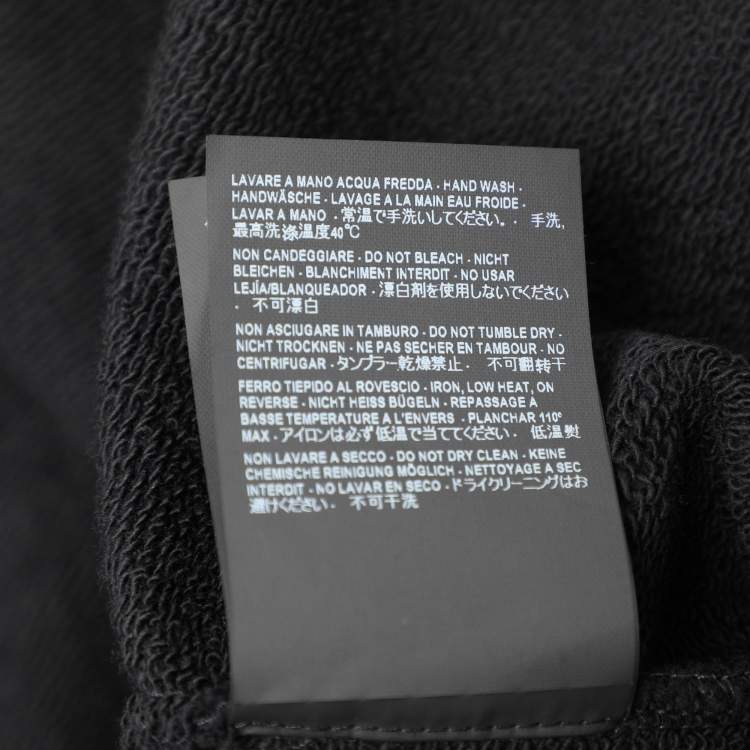 LAVARE A MANO ACQUA FREDDA - HAND WASH -
HANDWÄSCHE - LAVAGE A LA MAIN EAU FROIDE -
LAVAR A MANO - 常温で手洗いしてください。. 手洗,
最高洗涤温度40℃
NON CANDEGGIARE - DO NOT BLEACH - NICHT
BLEICHEN - BLANCHIMENT INTERDIT - NO USAR
LEJÍA/BLANQUEADOR - 漂白剤を使用しないでください
. 不可漂白
NON ASCIUGARE IN TAMBURO - DO NOT TUMBLE DRY -
NICHT TROCKNEN - NE PAS SECHER EN TAMBOUR - NO
CENTRIFUGAR - タンブラー乾燥禁止. 不可翻转干
FERRO TIEPIDO AL ROVESCIO - IRON, LOW HEAT, ON
REVERSE - NICHT HEISS BÜGELN - REPASSAGE A
BASSE TEMPERATURE A L'ENVERS - PLANCHAR 110º
MAX - アイロンは必ず低温で当ててください. 低温熨
NON LAVARE A SECCO - DO NOT DRY CLEAN - KEINE
CHEMISCHE REINIGUNG MÖGLICH - NETTOYAGE A SEC
INTERDIT - NO LAVAR EN SECO - ドライクリーニングはお
避けください. 不可干洗